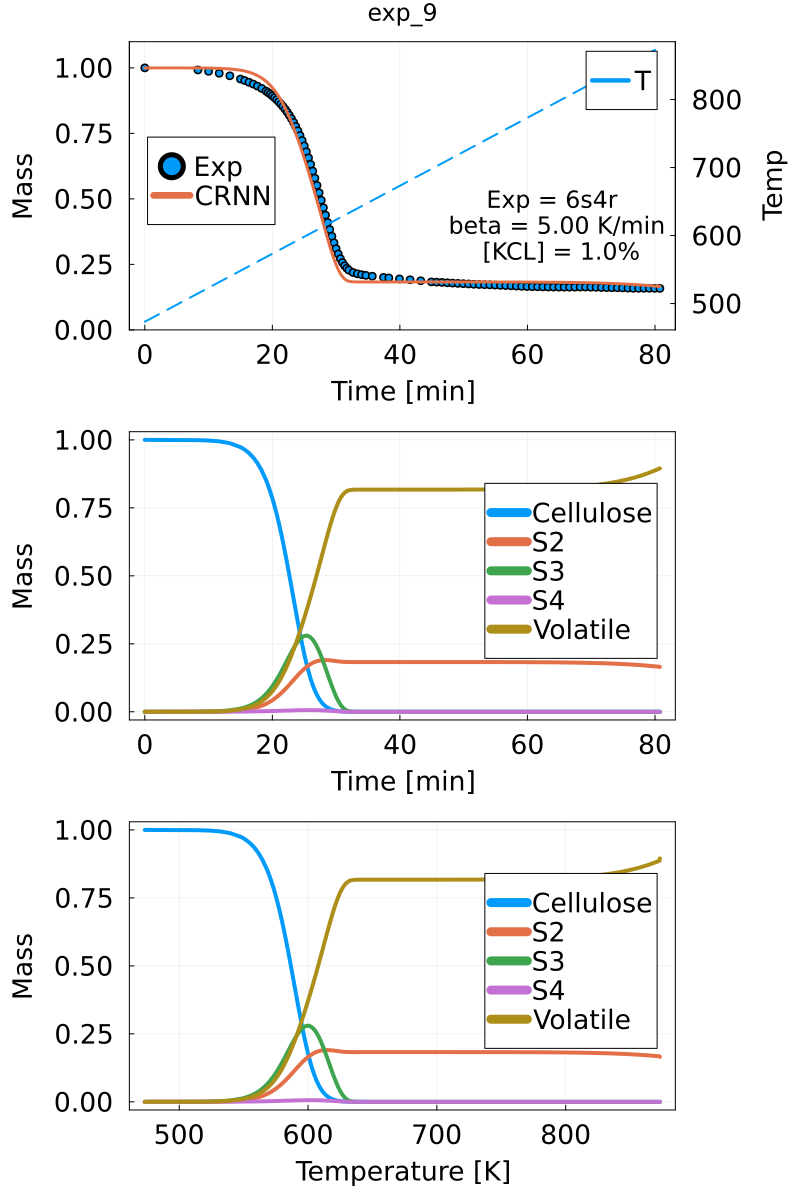 exp_9
1.00
0.75
0.50
0.25
0.00
Mass
T
Exp
CRNN
Exp = 6s4r
beta = 5.00 K/min
[KCL] = 1.0%
800
700
600
500
Temp
0 20 40 60 80
Time [min]
1.00
0.75
0.50
0.25
0.00
Mass
Cellulose
S2
S3
S4
Volatile
0 20 40 60 80
Time [min]
1.00
0.75
0.50
0.25
0.00
Mass
Cellulose
S2
S3
S4
Volatile
500 600 700 800
Temperature [K]